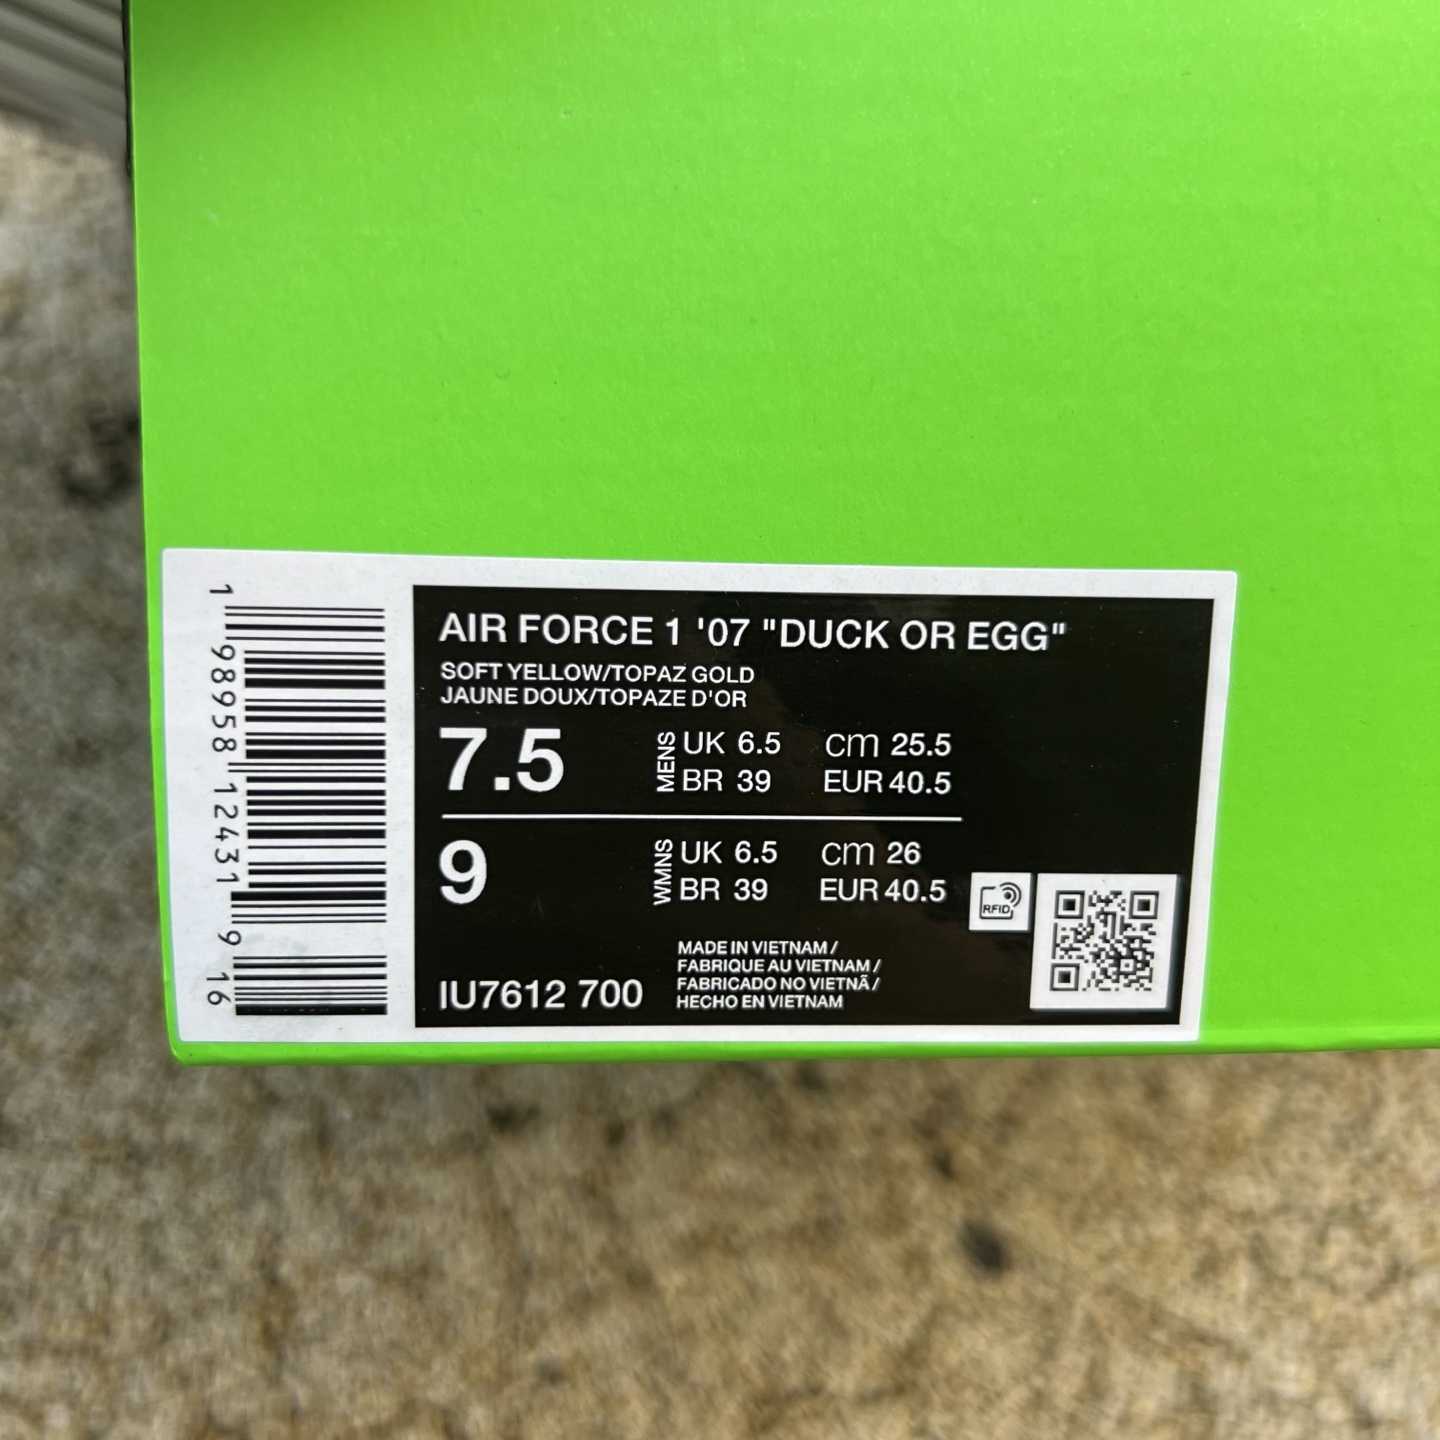 AIR FORCE 1 '07 "DUCK OR EGG"
SOFT YELLOW/TOPAZ GOLD
JAUNE DOUX/TOPAZE D'OR
7.5 MENS UK 6.5 cm 25.5
BR 39 EUR 40.5
9 WMNS UK 6.5 cm 26
BR 39 EUR 40.5
RFID
MADE IN VIETNAM /
FABRIQUE AU VIETNAM /
FABRICADO NO VIETNÃ /
HECHO EN VIETNAM
IU7612 700
1 98958 12431 9 16